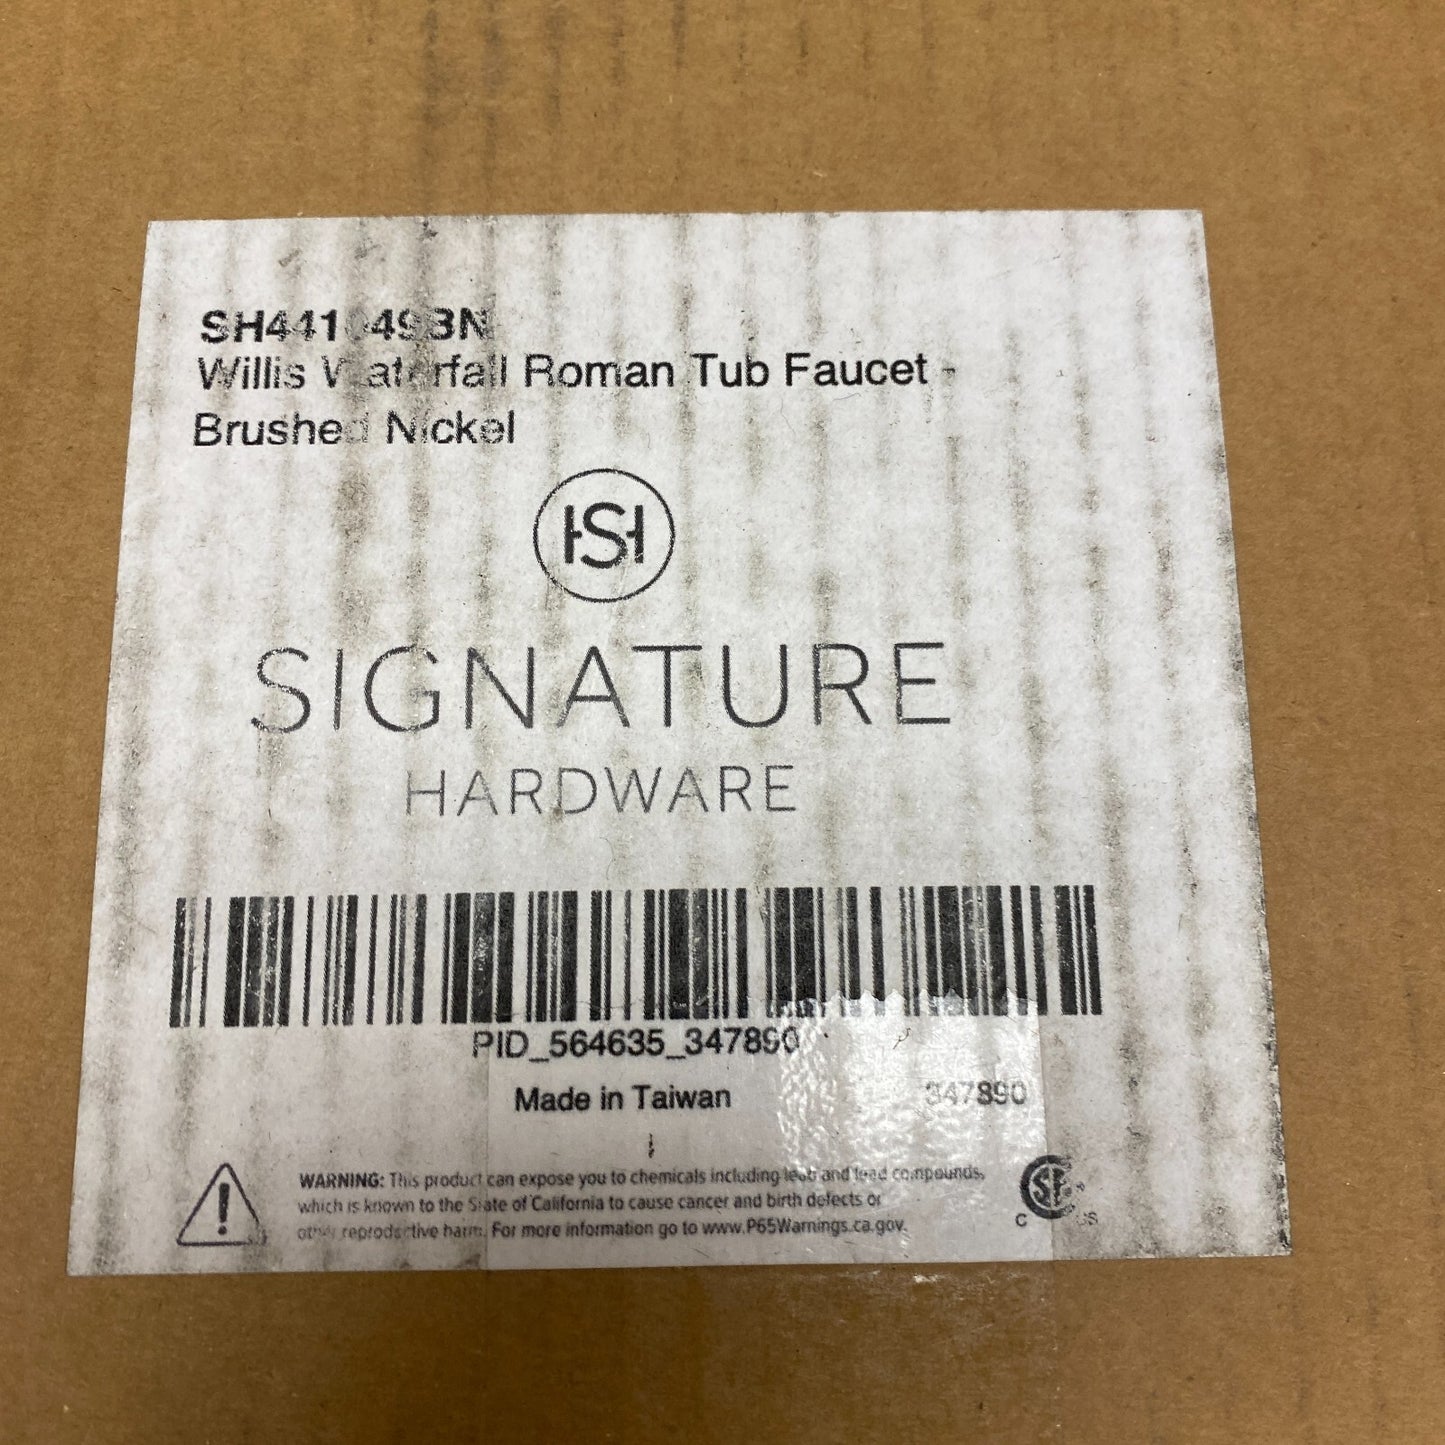 Willis Waterfall Roman Tub Faucet -
Brushed Nickel
SH
SIGNATURE
HARDWARE
PID_564635_347890
Made in Taiwan 347890
WARNING: This product can expose you to chemicals including lead and lead compounds,
which is known to the State of California to cause cancer and birth defects or
other reproductive harm. For more information go to www.P65Warnings.ca.gov.
C US